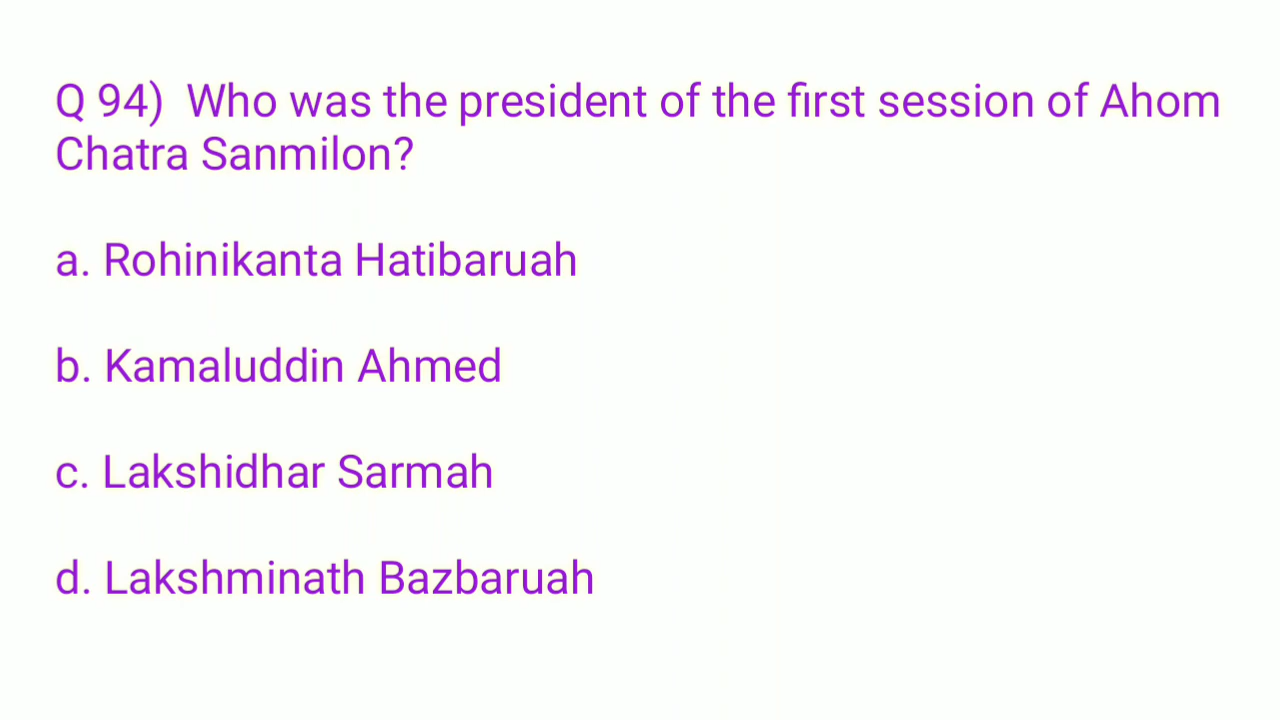 Q 94) Who was the president of the first session of Ahom
Chatra Sanmilon?
a. Rohinikanta Hatibaruah
b. Kamaluddin Ahmed
c. Lakshidhar Sarmah
d. Lakshminath Bazbaruah